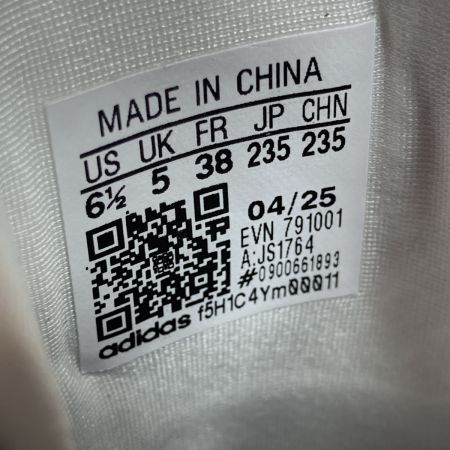 MADE IN CHINA
US UK FR JP CHN
6½ 5 38 235 235
04/25
EVN 791001
A:JS1764
#0900661893
adidas f5H1C4Ym00011